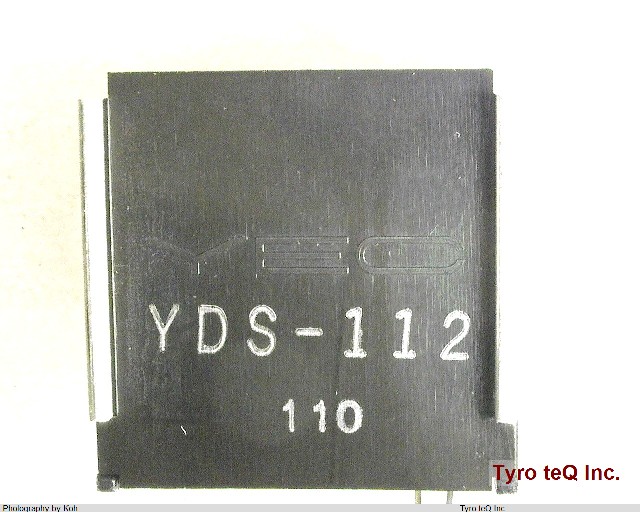 YEC
YDS-112
110
Tyro teQ Inc.
Photography by Koh
Tyro teQ Inc